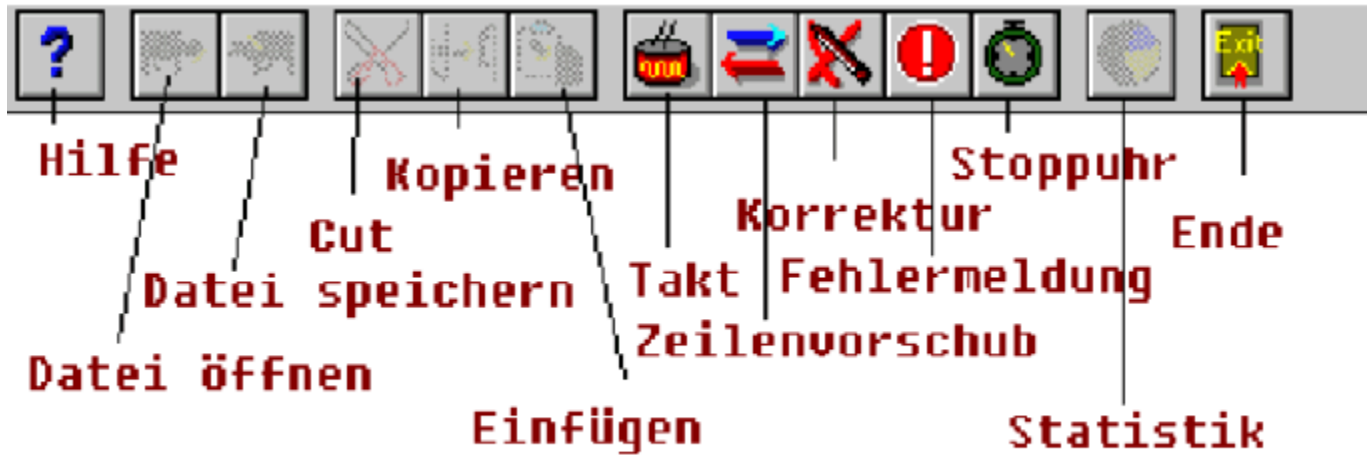 ?
Exit
Hilfe
Kopieren
Stoppuhr
Cut
Korrektur
Ende
Datei speichern
Takt
Fehlermeldung
Zeilenvorschub
Datei öffnen
Einfügen
Statistik